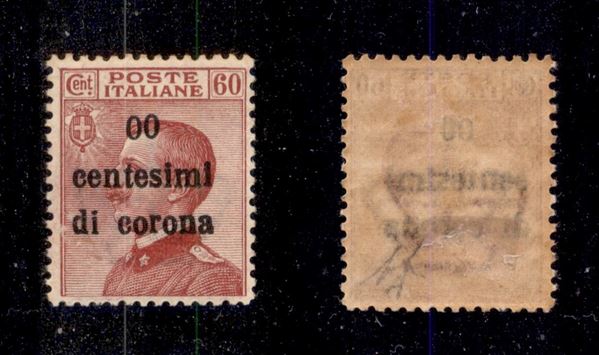 Cent. POSTE ITALIANE 60
00
centesimi
di corona